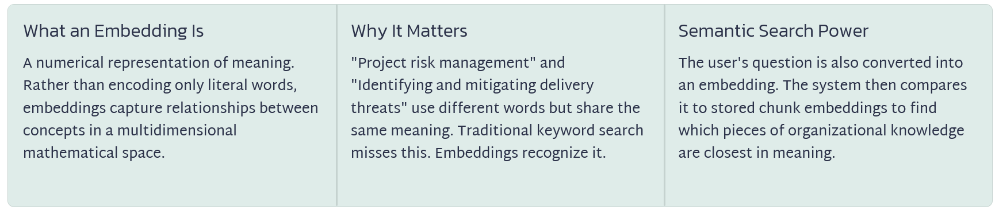 What an Embedding Is
A numerical representation of meaning.
Rather than encoding only literal words,
embeddings capture relationships between
concepts in a multidimensional
mathematical space.
Why It Matters
"Project risk management" and
"Identifying and mitigating delivery
threats" use different words but share the
same meaning. Traditional keyword search
misses this. Embeddings recognize it.
Semantic Search Power
The user's question is also converted into
an embedding. The system then compares
it to stored chunk embeddings to find
which pieces of organizational knowledge
are closest in meaning.